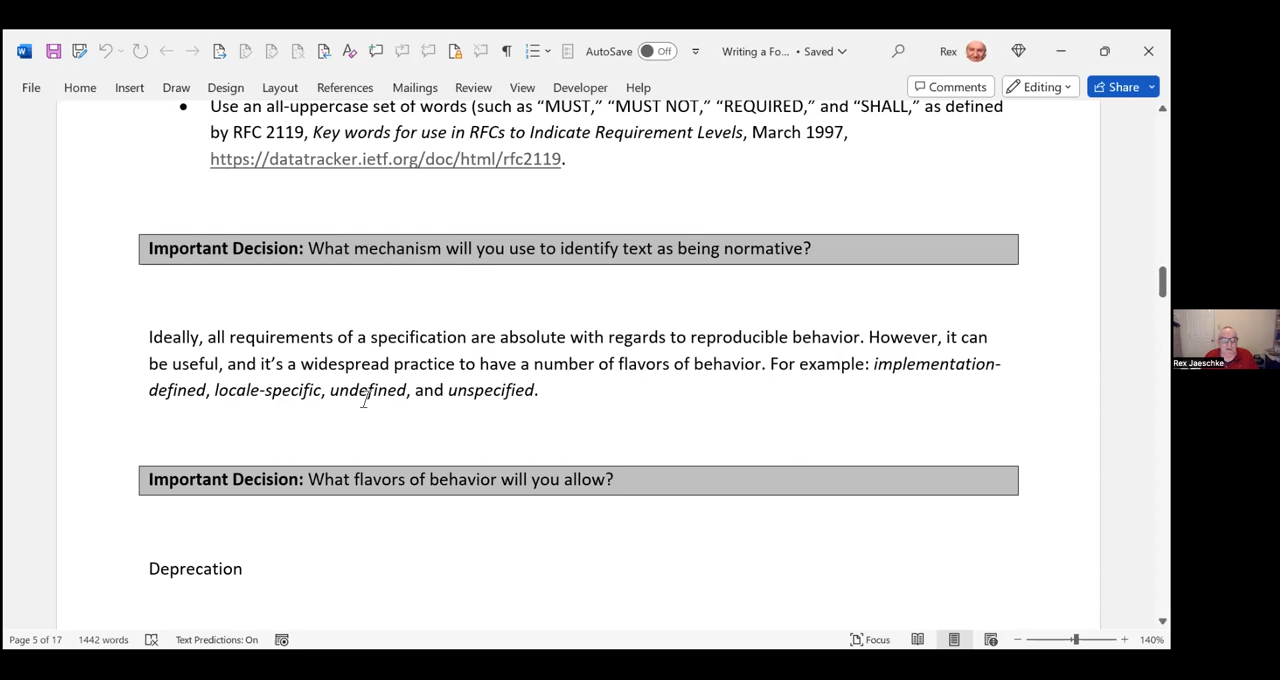 AutoSave Off Writing a Fo... • Saved Rex
File Home Insert Draw Design Layout References Mailings Review View Developer Help Comments Editing Share
• Use an all-uppercase set of words (such as “MUST,” “MUST NOT,” “REQUIRED,” and “SHALL,” as defined
by RFC 2119, Key words for use in RFCs to Indicate Requirement Levels, March 1997,
https://datatracker.ietf.org/doc/html/rfc2119.
Important Decision: What mechanism will you use to identify text as being normative?
Ideally, all requirements of a specification are absolute with regards to reproducible behavior. However, it can
be useful, and it’s a widespread practice to have a number of flavors of behavior. For example: implementation-
defined, locale-specific, undefined, and unspecified.
Important Decision: What flavors of behavior will you allow?
Deprecation
Page 5 of 17 1442 words Text Predictions: On Focus 140%
Rex Jaeschke